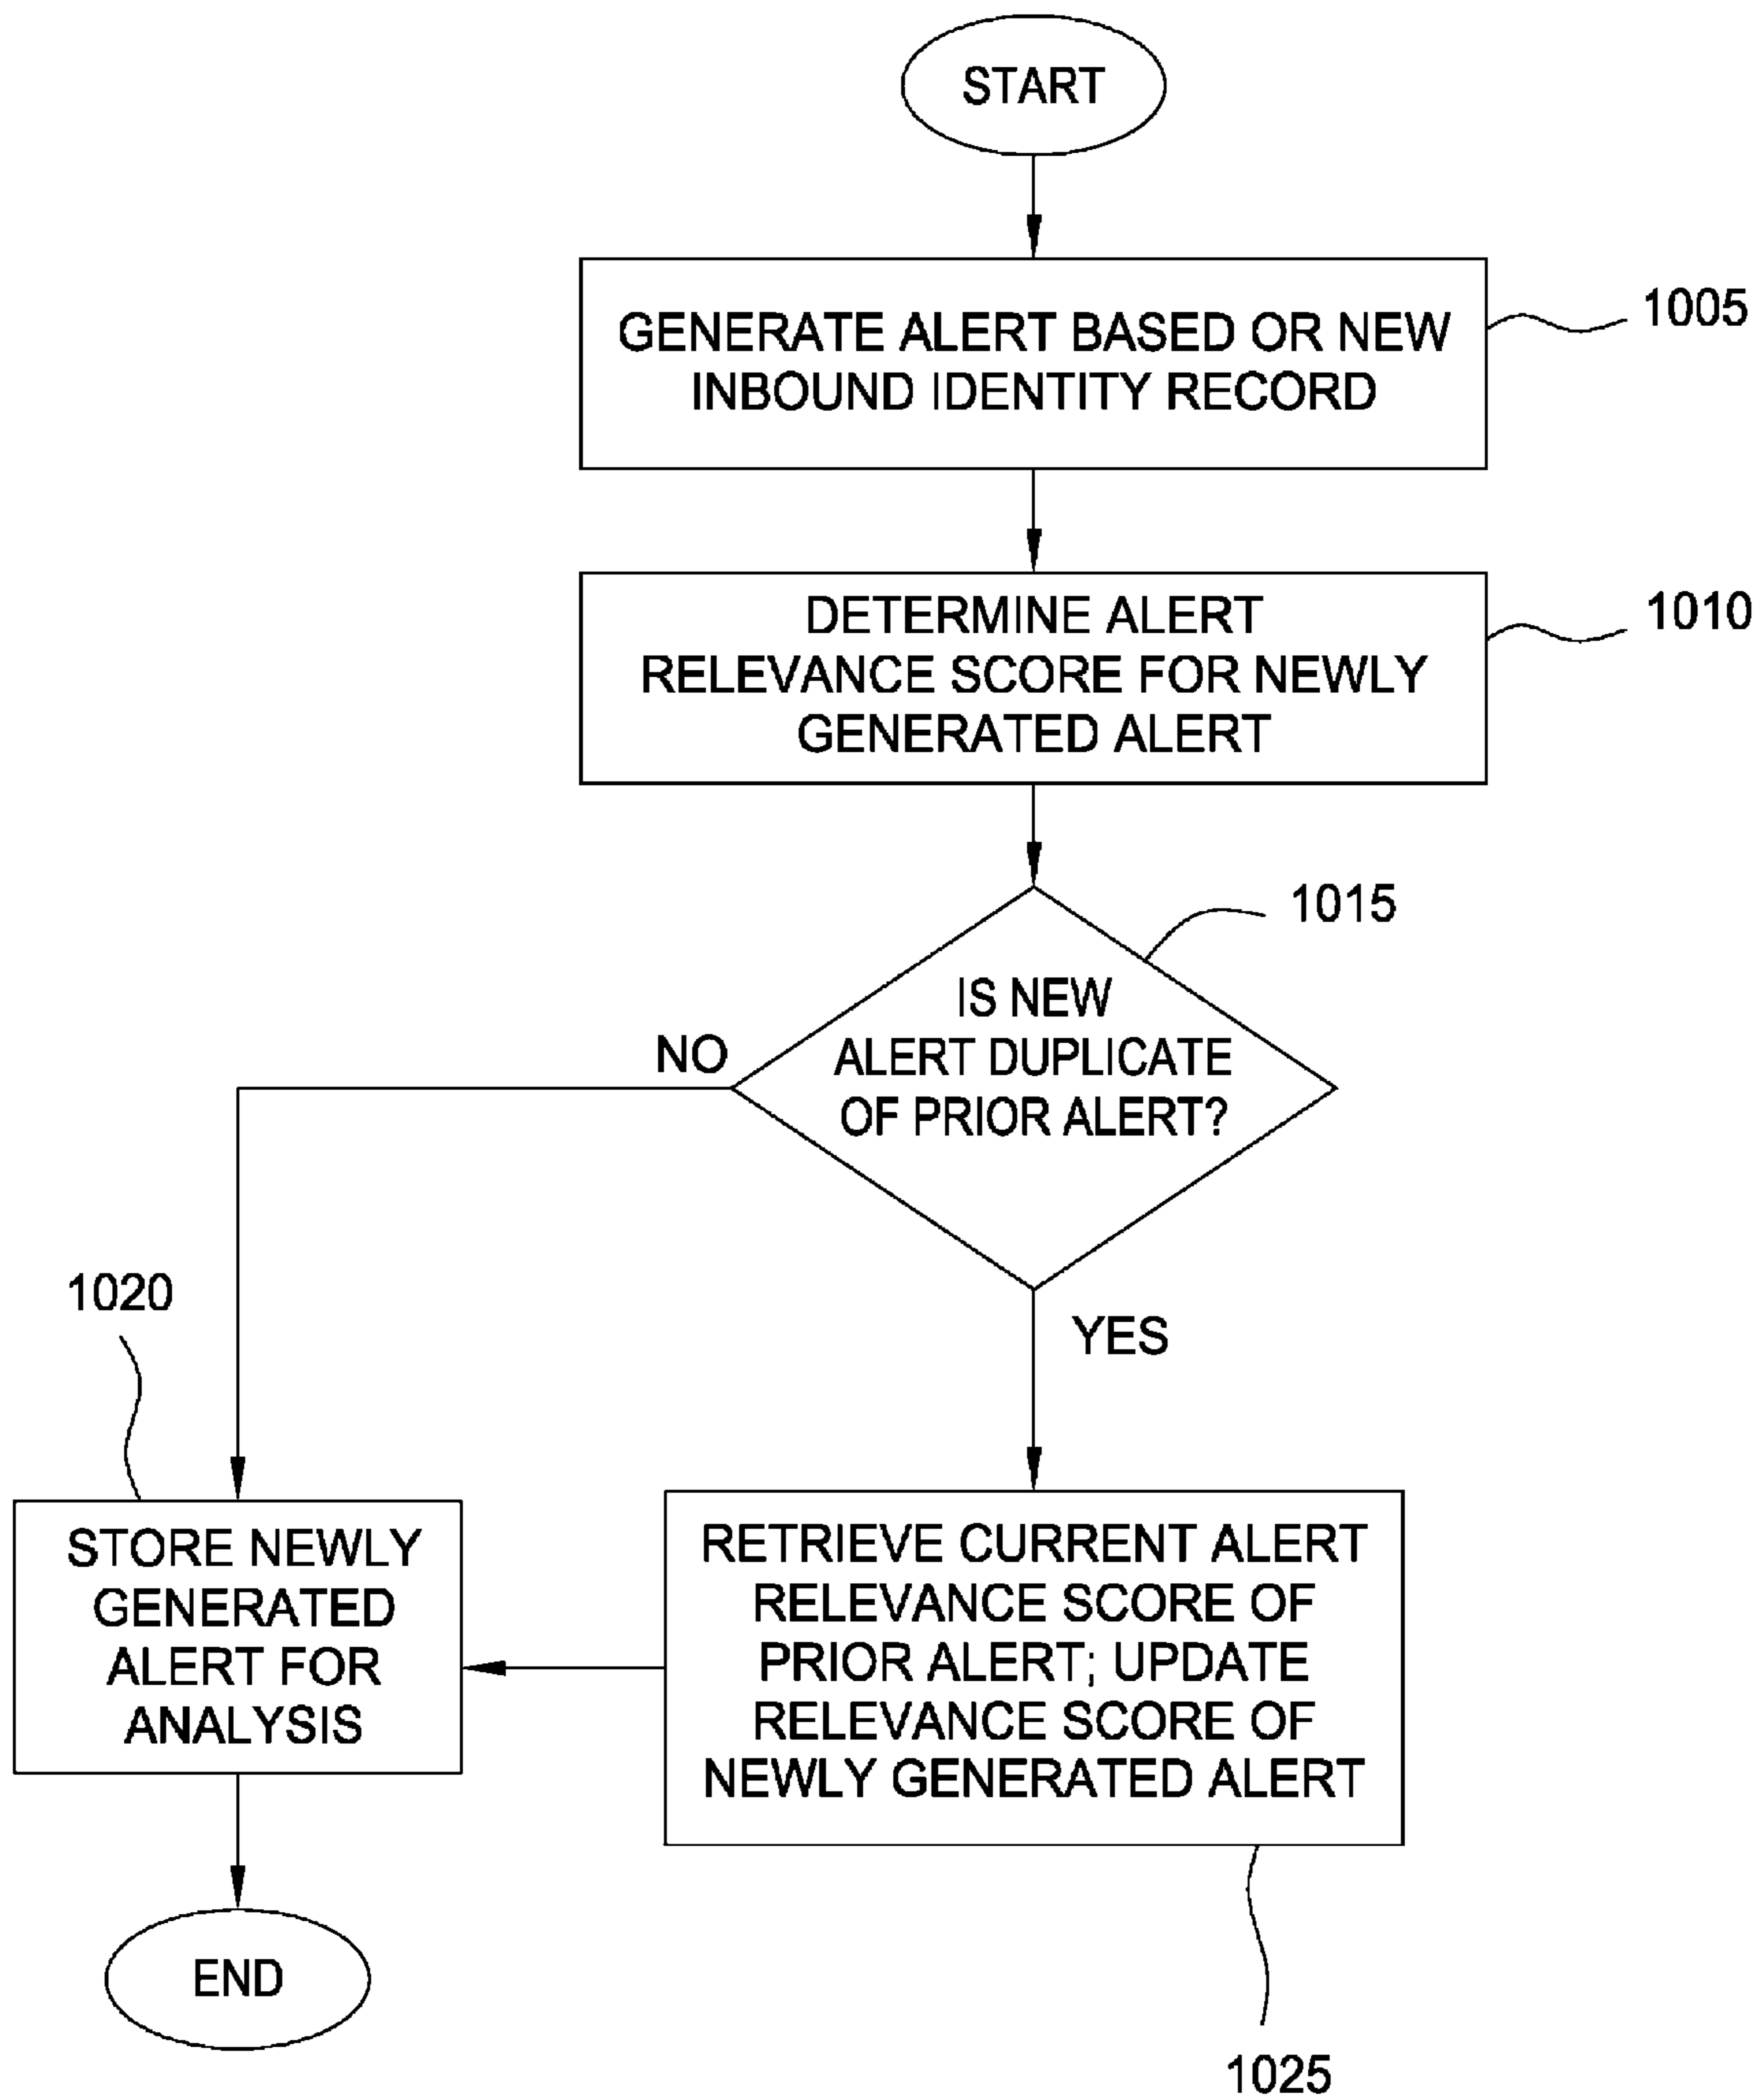 START
GENERATE ALERT BASED OR NEW
INBOUND IDENTITY RECORD
1005
DETERMINE ALERT
RELEVANCE SCORE FOR NEWLY
GENERATED ALERT
1010
1015
IS NEW
ALERT DUPLICATE
OF PRIOR ALERT?
NO
YES
1020
STORE NEWLY
GENERATED
ALERT FOR
ANALYSIS
RETRIEVE CURRENT ALERT
RELEVANCE SCORE OF
PRIOR ALERT; UPDATE
RELEVANCE SCORE OF
NEWLY GENERATED ALERT
END
1025